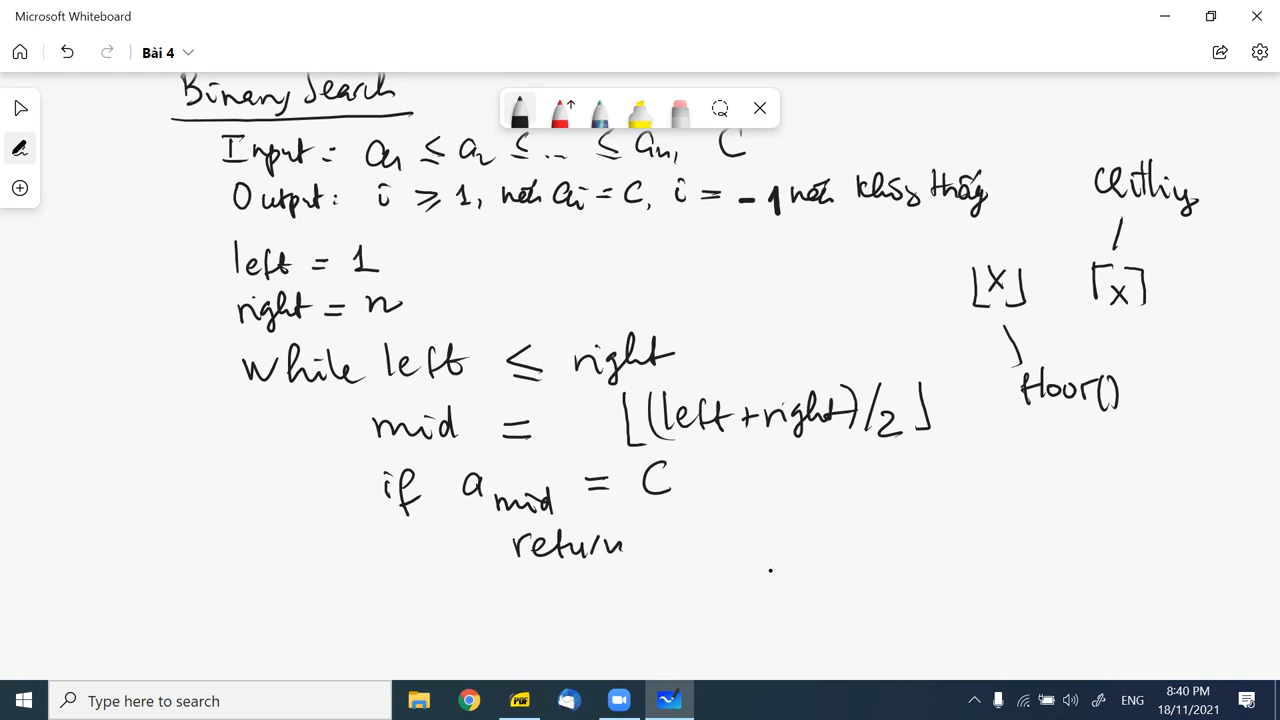 Microsoft Whiteboard
Bài 4
Binary Search
Input: a1 ≤ a2 ≤ ... ≤ an, C
Output: i ≥ 1, nếu ai = C, i = -1 nếu không thấy
left = 1
right = n
While left ≤ right
mid = ⌊(left+right)/2⌋
if a mid = C
return
⌊X⌋ ⌈X⌉
floor()
Type here to search
PDF
ENG
8:40 PM
18/11/2021